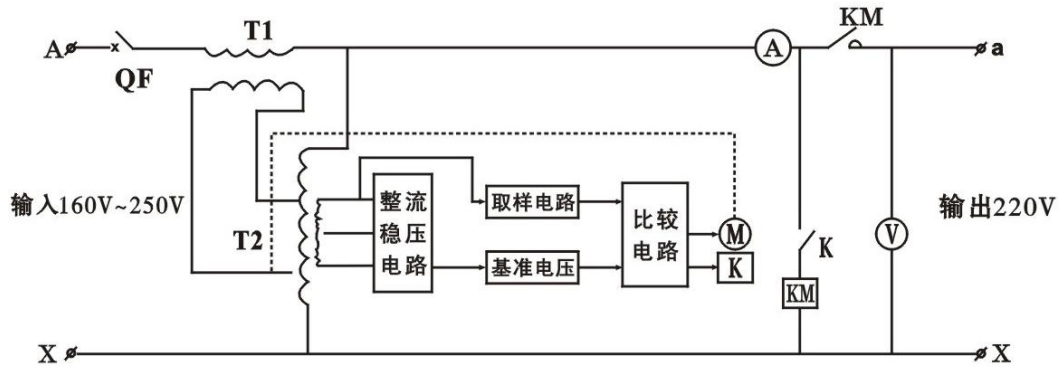 T1
KM
A
A
a
QF
输入160V~250V
T2
整流
稳压
电路
取样电路
基准电压
比较
电路
M
K
K
KM
V
输出220V
X
X